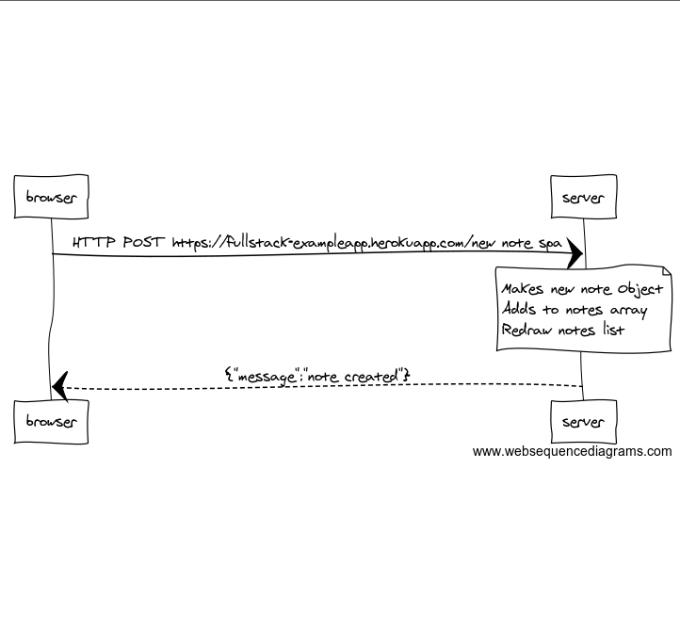 browser
server
HTTP POST https://fullstack-exampleapp.herokuapp.com/new note spa
Makes new note Object
Adds to notes array
Redraw notes list
{"message":"note created"}
browser
server
www.websequencediagrams.com